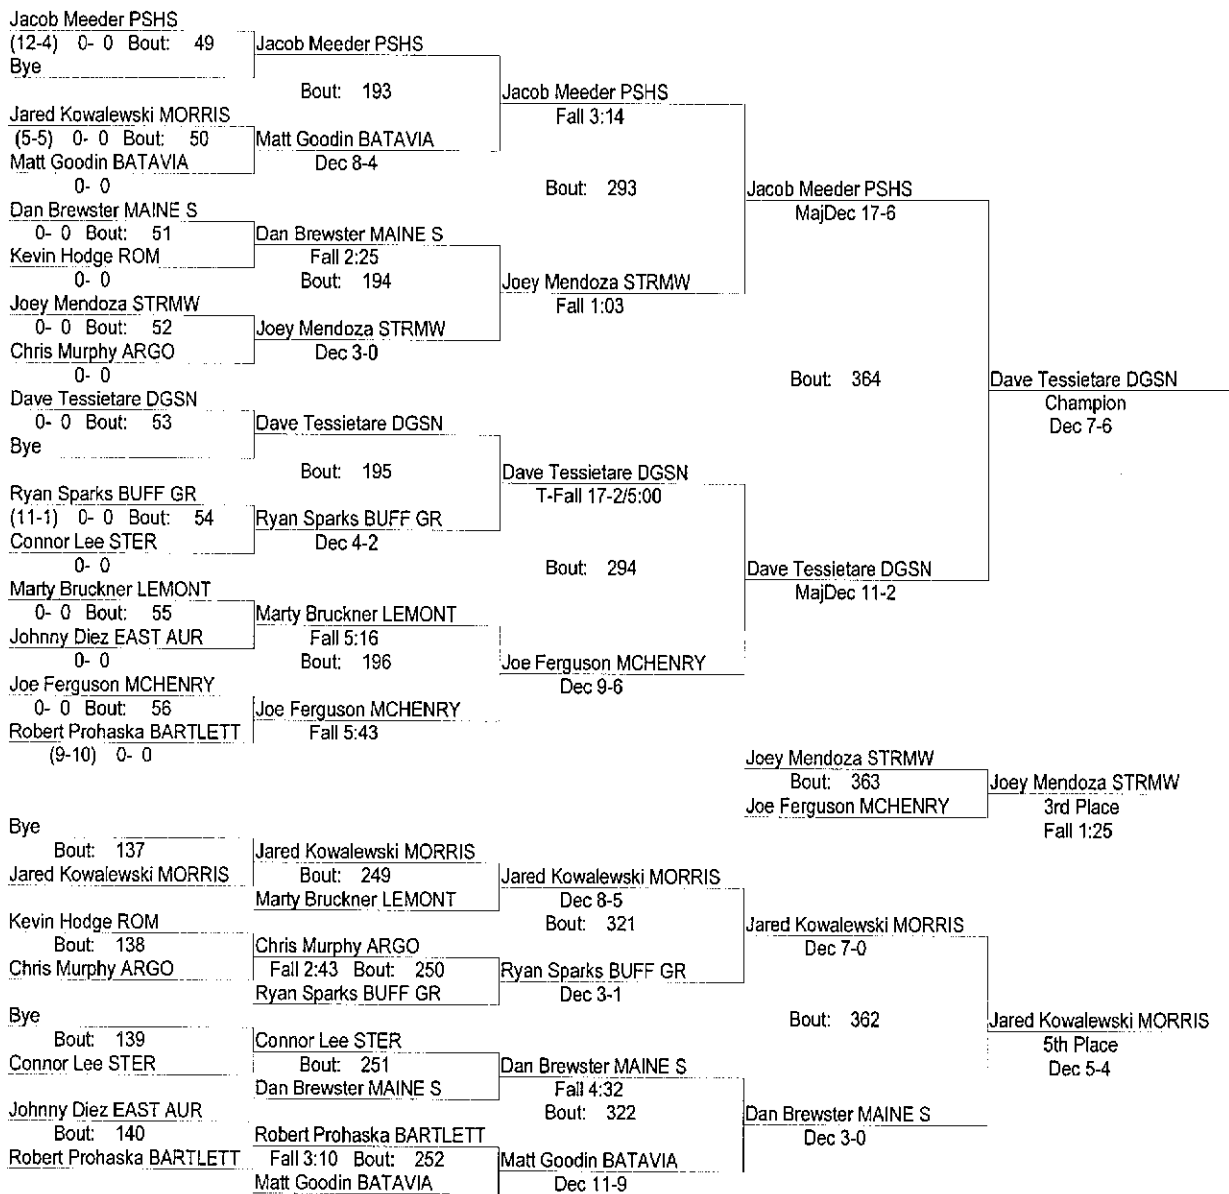 Jacob Meeder PSHS
(12-4) 0- 0 Bout: 49
Bye
Jacob Meeder PSHS
Bout: 193
Jared Kowalewski MORRIS
(5-5) 0- 0 Bout: 50
Matt Goodin BATAVIA
0- 0
Matt Goodin BATAVIA
Dec 8-4
Jacob Meeder PSHS
Fall 3:14
Bout: 293
Dan Brewster MAINE S
0- 0 Bout: 51
Kevin Hodge ROM
0- 0
Dan Brewster MAINE S
Fall 2:25
Bout: 194
Joey Mendoza STRMW
0- 0 Bout: 52
Chris Murphy ARGO
0- 0
Joey Mendoza STRMW
Dec 3-0
Joey Mendoza STRMW
Fall 1:03
Jacob Meeder PSHS
MajDec 17-6
Bout: 364
Dave Tessietare DGSN
0- 0 Bout: 53
Bye
Dave Tessietare DGSN
Bout: 195
Ryan Sparks BUFF GR
(11-1) 0- 0 Bout: 54
Connor Lee STER
0- 0
Ryan Sparks BUFF GR
Dec 4-2
Dave Tessietare DGSN
T-Fall 17-2/5:00
Bout: 294
Marty Bruckner LEMONT
0- 0 Bout: 55
Johnny Diez EAST AUR
0- 0
Marty Bruckner LEMONT
Fall 5:16
Bout: 196
Joe Ferguson MCHENRY
0- 0 Bout: 56
Robert Prohaska BARTLETT
(9-10) 0- 0
Joe Ferguson MCHENRY
Fall 5:43
Joe Ferguson MCHENRY
Dec 9-6
Dave Tessietare DGSN
MajDec 11-2
Dave Tessietare DGSN
Champion
Dec 7-6
Joey Mendoza STRMW
Bout: 363
Joe Ferguson MCHENRY
Joey Mendoza STRMW
3rd Place
Fall 1:25
Bye
Bout: 137
Jared Kowalewski MORRIS
Jared Kowalewski MORRIS
Bout: 249
Marty Bruckner LEMONT
Jared Kowalewski MORRIS
Dec 8-5
Bout: 321
Kevin Hodge ROM
Bout: 138
Chris Murphy ARGO
Chris Murphy ARGO
Fall 2:43 Bout: 250
Ryan Sparks BUFF GR
Ryan Sparks BUFF GR
Dec 3-1
Jared Kowalewski MORRIS
Dec 7-0
Bout: 362
Bye
Bout: 139
Connor Lee STER
Connor Lee STER
Bout: 251
Dan Brewster MAINE S
Dan Brewster MAINE S
Fall 4:32
Bout: 322
Johnny Diez EAST AUR
Bout: 140
Robert Prohaska BARTLETT
Robert Prohaska BARTLETT
Fall 3:10 Bout: 252
Matt Goodin BATAVIA
Matt Goodin BATAVIA
Dec 11-9
Dan Brewster MAINE S
Dec 3-0
Jared Kowalewski MORRIS
5th Place
Dec 5-4